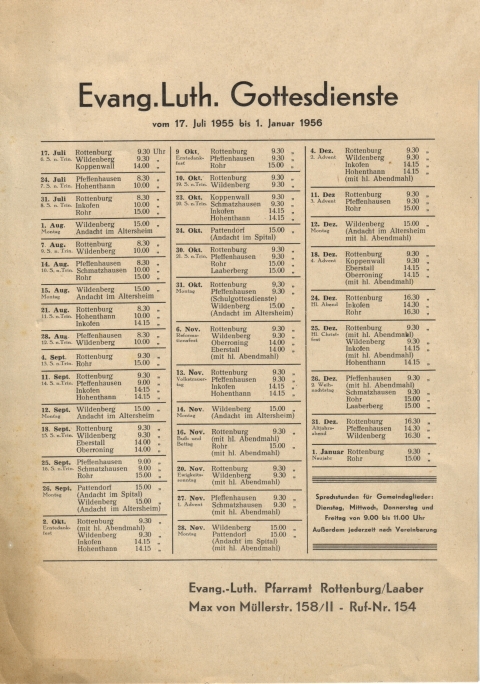 Evang.Luth. Gottesdienste
vom 17. Juli 1955 bis 1. Januar 1956
17. Juli Rottenburg 9.30 Uhr
6. S. n. Trin. Wildenberg 9.30 „
Koppenwall 14.00 „
24. Juli Pfeffenhausen 8.30 „
7. S. n. Trin. Hohenthann 10.00 „
31. Juli Rottenburg 8.30 „
8. S. n. Trin. Hohenthann 10.00 „
Rohr 15.00 „
1. Aug. Wildenberg 15.00 „
Montag (Andacht im Altersheim)
7. Aug. Rottenburg 8.30 „
9. S. n. Trin. Wildenberg 10.00 „
14. Aug. Pfeffenhausen 8.30 „
10. S. n. Trin. Schmatzhausen 10.00 „
Rohr 15.00 „
15. Aug. Wildenberg 15.00 „
Montag (Andacht im Altersheim
21. Aug. Rottenburg 8.30 „
11. S. n. Trin. Hohenthann 10.00 „
Inkofen 14.15 „
28. Aug. Pfeffenhausen 8.30 „
12. S. n. Trin. Wildenberg 10.00 „
4. Sept. Rottenburg 9.30 „
13. S. n. Trin. Rohr 15.00 „
11. Sept. Rottenburg 9.30 „
14. S. n. Trin. Pfeffenhausen 9.00 „
Inkofen 14.15 „
Hohenthann 14.15 „
12. Sept. Wildenberg 15.00 „
Montag (Andacht im Altersheim)
18. Sept. Rottenburg 9.30 „
15. S. n. Trin. Wildenberg 9.30 „
Eberstall 14.00 „
Oberroning 14.00 „
25. Sept. Pfeffenhausen 9.00 „
16. S. n. Trin. Schmatzhausen 9.00 „
Rohr 15.00 „
26. Sept. Pattendorf 15.00 „
Montag (Andacht im Spital)
Wildenberg 15.00 „
(Andacht im Altersheim)
2. Okt. Rottenburg 9.30 „
Erntedank- (mit hl. Abendmahl)
fest Wildenberg 9.30 „
Inkofen 14.15 „
Hohenthann 14.15 „
9 Okt. Rottenburg 9.30 „
Erntedank- Pfeffenhausen 9.30 „
fest Rohr 15.00 „
16. Okt. Rottenburg 9.30 „
19. S. n. Trin. Wildenberg 9.30 „
23. Okt. Koppenwall 9.30 „
20. S. n. Trin. Schmatzhausen 9.30 „
Inkofen 14.15 „
Hohenthann 14.15 „
24. Okt. Pattendorf 15.00 „
(Andacht im Spital)
30. Okt. Rottenburg 9.30 „
21. S. n. Trin. Pfeffenhausen 9.30 „
Rohr 15.00 „
Laaberberg 15.00 „
31. Okt. Rottenburg 9.30 „
Montag Pfeffenhausen 9.30 „
(Schulgottesdienste)
Wildenberg 15.00 „
(Andacht im Altersheim)
6. Nov. Rottenburg 9.30 „
Reforma- Wildenberg 9.30 „
tionsfest Oberroning 14.00 „
Eberstall 14.00 „
(mit hl. Abendmahl)
13. Nov. Rottenburg 9.30 „
Volkstrauer- Pfeffenhausen 9.30 „
tag Inkofen 14.15 „
Hohenthann 14.15 „
14. Nov. Wildenberg 15.00 „
Montag (Andacht im Altersheim)
16. Nov. Rottenburg 9.30 „
Buß- und (mit hl. Abendmahl)
Bettag Rohr 15.00 „
(mit hl. Abendmahl)
20. Nov. Rottenburg 9.30 „
Ewigkeits- Wildenberg 9.30 „
sonntag (mit hl. Abendmahl)
27. Nov. Pfeffenhausen 9.30 „
1. Advent Schmatzhausen 9.30 „
(mit hl. Abendmahl)
28. Nov. Wildenberg 15.00 „
Montag Pattendorf 15.00 „
(Andacht im Spital)
(mit hl. Abendmahl)
4. Dez. Rottenburg 9.30 „
2. Advent Wildenberg 9.30 „
Inkofen 14.15 „
Hohenthann 14.15 „
(mit hl. Abendmahl)
11. Dez Rottenburg 9.30 „
3. Advent Pfeffenhausen 9.30 „
Rohr 15.00 „
12. Dez. Wildenberg 15.00 „
Montag (Andacht im Altersheim
mit hl. Abendmahl)
18. Dez. Rottenburg 9.30 „
4. Advent Koppenwall 9.30 „
Eberstall 14.00 „
Oberroning 14.00 „
(mit hl. Abendmahl)
24. Dez. Rottenburg 16.30 „
Hl. Abend Inkofen 14.30 „
Rohr 16.30 „
25. Dez. Rottenburg 9.30 „
Hl. Christ- (mit hl. Abendmahl)
fest Wildenberg 9.30 „
Inkofen 14.15 „
(mit hl. Abendmahl)
Hohenthann 14.15 „
26. Dez. Pfeffenhausen 9.30 „
2. Weih- (mit hl. Abendmahl)
nachtstag Schmatzhausen 9.30 „
Rohr 15.00 „
Laaberberg 15.00 „
31. Dez. Rottenburg 16.30 „
Altjahrs- Pfeffenhausen 14.30 „
abend Wildenberg 16.30 „
1. Januar Rottenburg 9.30 „
Neujahr Rohr 15.00 „
Sprechstunden für Gemeindeglieder:
Dienstag, Mittwoch, Donnerstag und
Freitag von 9.00 bis 11.00 Uhr
Außerdem jederzeit nach Vereinbarung
Evang.-Luth. Pfarramt Rottenburg/Laaber
Max von Müllerstr. 158/II - Ruf-Nr. 154